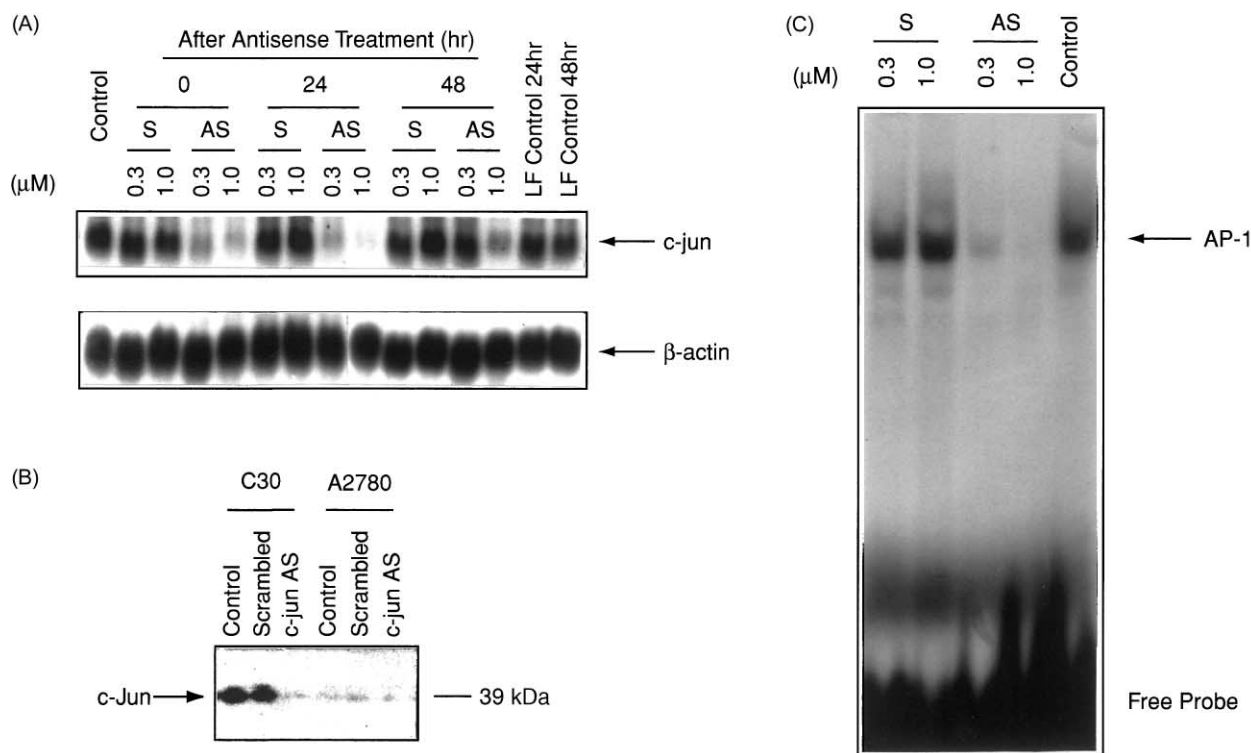 (A)
After Antisense Treatment (hr)
0 24 48
S AS S AS S AS
Control
LF Control 24hr
LF Control 48hr
(μM) 0.3 1.0 0.3 1.0 0.3 1.0 0.3 1.0 0.3 1.0 0.3 1.0
c-jun
β-actin
(B)
C30 A2780
Control Scrambled c-jun AS Control Scrambled c-jun AS
c-Jun 39 kDa
(C)
S AS
(μM) 0.3 1.0 0.3 1.0 Control
AP-1
Free Probe